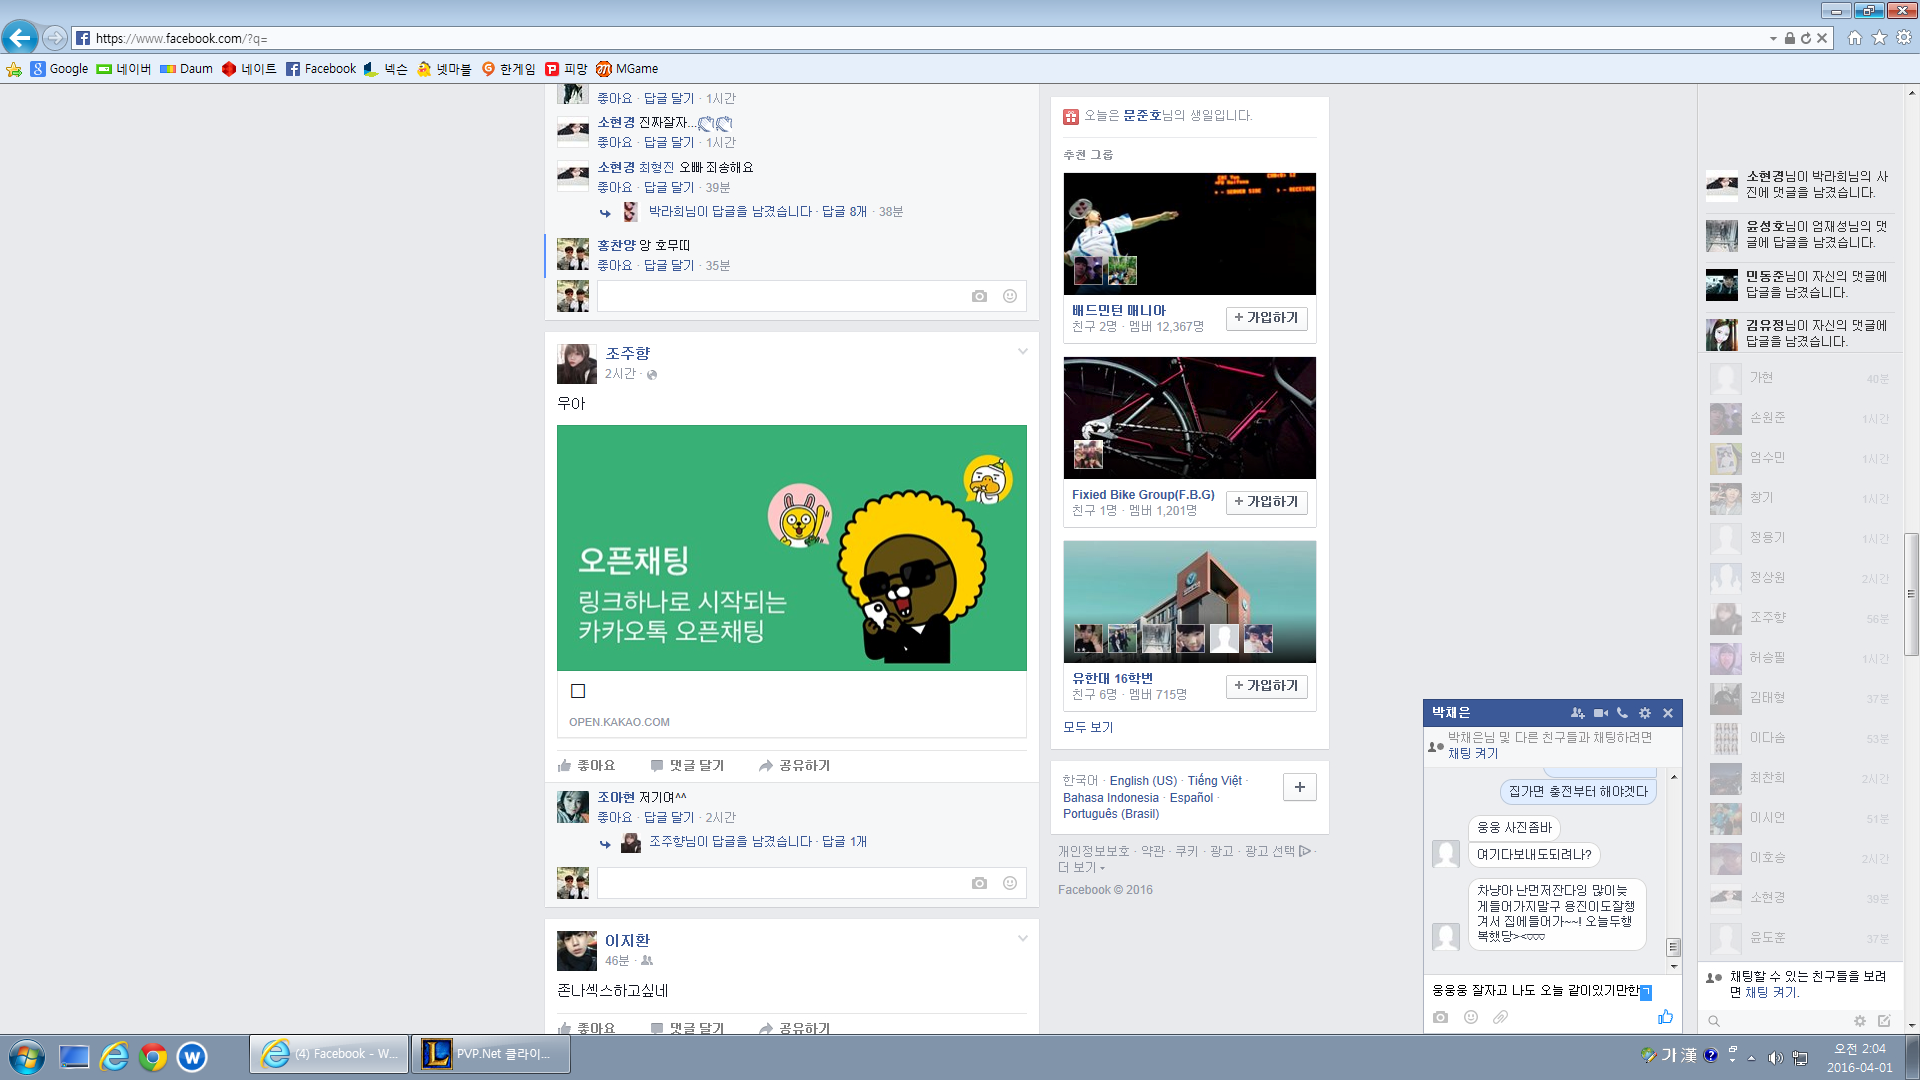 https://www.facebook.com/?q=
Google 네이버 Daum 네이트 Facebook 넥슨 넷마블 한게임 피망 MGame
좋아요 · 답글 달기 · 1시간
소현경 진짜잘자...
좋아요 · 답글 달기 · 1시간
소현경 최형진 오빠 죄송해요
좋아요 · 답글 달기 · 39분
박라희님이 답글을 남겼습니다 · 답글 8개 · 38분
홍찬양 앙 호무띠
좋아요 · 답글 달기 · 35분
조주향
2시간 ·
우아
오픈채팅
링크하나로 시작되는
카카오톡 오픈채팅
OPEN.KAKAO.COM
좋아요 댓글 달기 공유하기
조아현 저기여^^
좋아요 · 답글 달기 · 2시간
조주향님이 답글을 남겼습니다 · 답글 1개
이지환
46분 ·
존나섹스하고싶네
좋아요 댓글 달기 공유하기
오늘은 문준호님의 생일입니다.
추천 그룹
배드민턴 매니아
친구 2명 · 멤버 12,367명
+ 가입하기
Fixied Bike Group(F.B.G)
친구 1명 · 멤버 1,201명
+ 가입하기
유한대 16학번
친구 6명 · 멤버 715명
+ 가입하기
모두 보기
한국어 · English (US) · Tiếng Việt ·
Bahasa Indonesia · Español ·
Português (Brasil)
+
개인정보보호 · 약관 · 쿠키 · 광고 · 광고 선택 ·
더 보기
Facebook © 2016
소현경님이 박라희님의 사
진에 댓글을 남겼습니다.
윤성호님이 엄재성님의 댓
글에 답글을 남겼습니다.
민동준님이 자신의 댓글에
답글을 남겼습니다.
김유정님이 자신의 댓글에
답글을 남겼습니다.
가현 40분
손원준 1시간
엄수민 1시간
창기 1시간
정용기 1시간
정상원 2시간
조주향 56분
허승필 1시간
김태형 37분
이다솜 53분
최찬희 2시간
이시언 51분
이호승 2시간
소현경 39분
윤도훈 37분
채팅할 수 있는 친구들을 보려
면 채팅 켜기.
박채은
박채은님 및 다른 친구들과 채팅하려면
채팅 켜기
집가면 충전부터 해야겟다
웅웅 사진좀바
여기다보내도되려나?
차냥아 난먼저잔다잉 많이늦
게들어가지말구 용진이도잘챙
겨서 집에들어가~~! 오늘두행
복했당><♡♡♡
웅웅웅 잘자고 나도 오늘 같이있기만한ㄱ
(4) Facebook - W...
PVP.Net 클라이...
가 漢
오전 2:04
2016-04-01